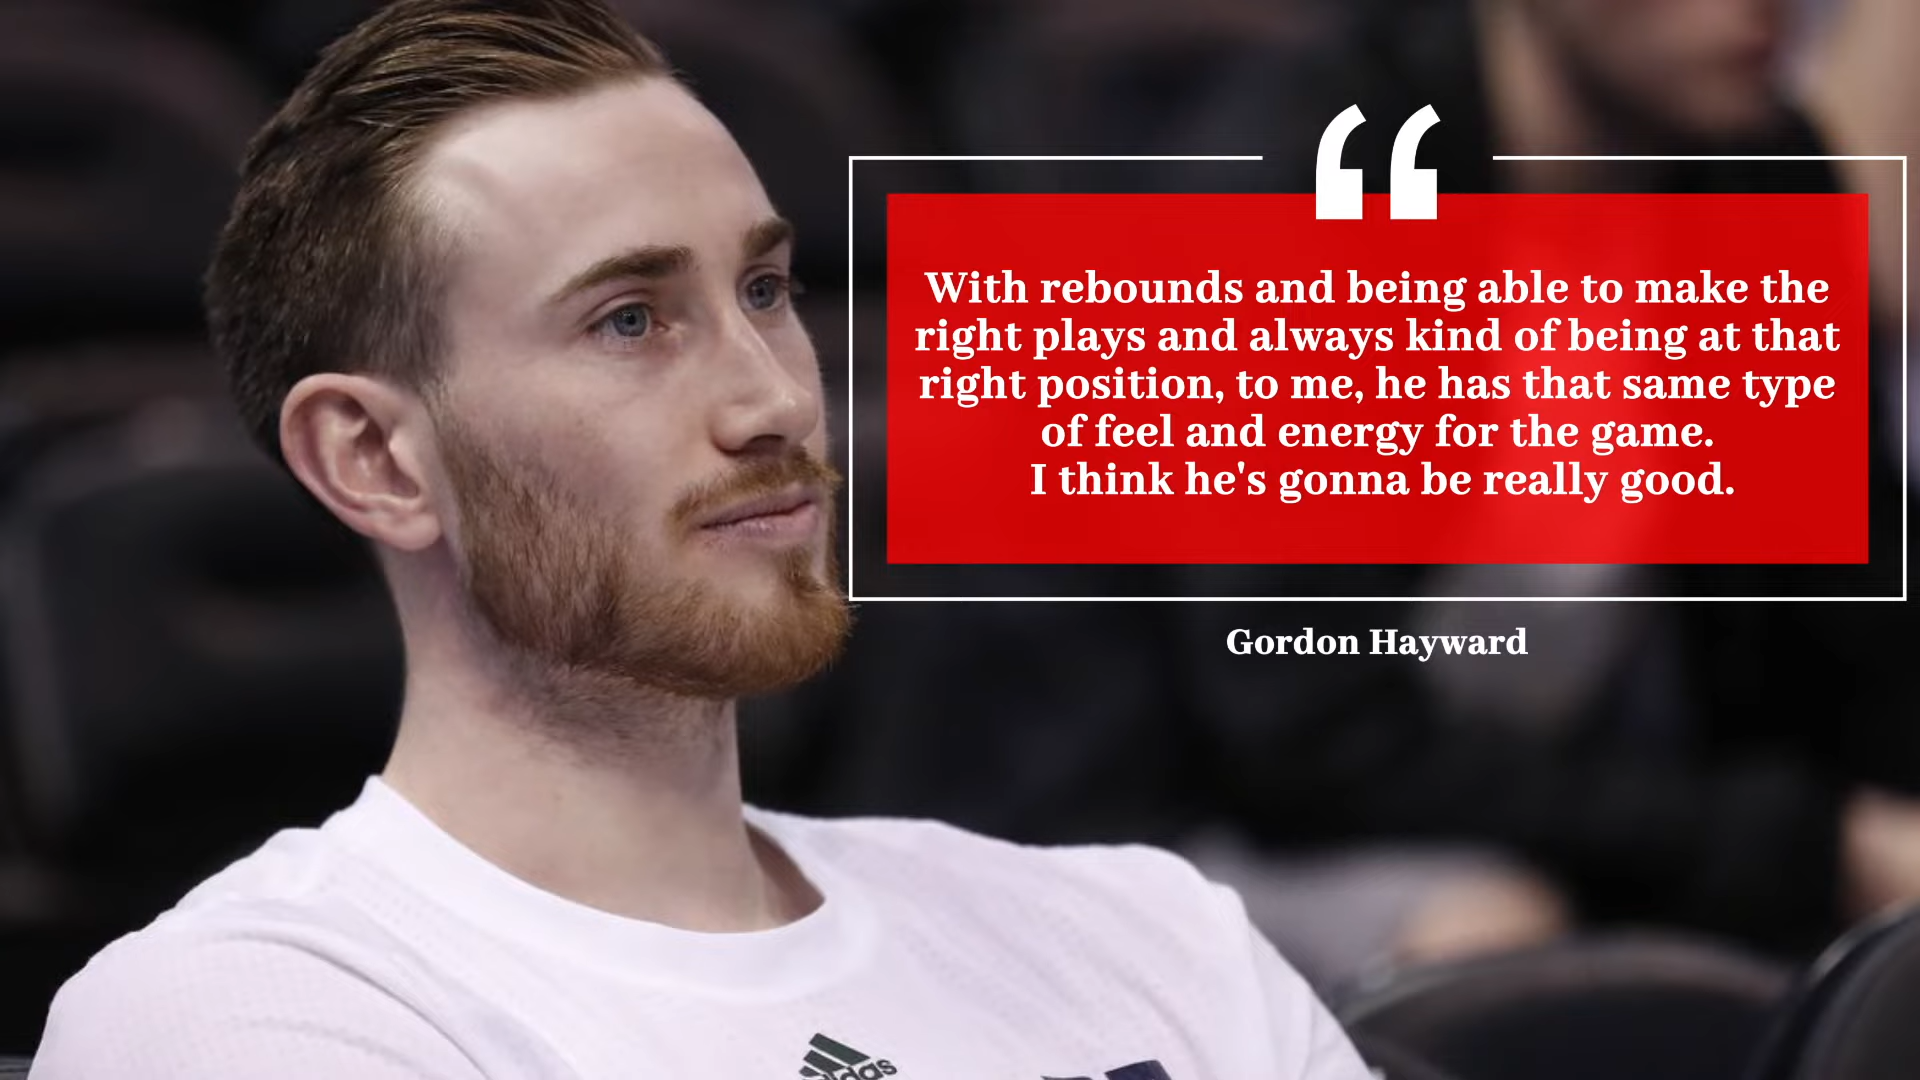 “
With rebounds and being able to make the
right plays and always kind of being at that
right position, to me, he has that same type
of feel and energy for the game.
I think he's gonna be really good.
Gordon Hayward
adidas